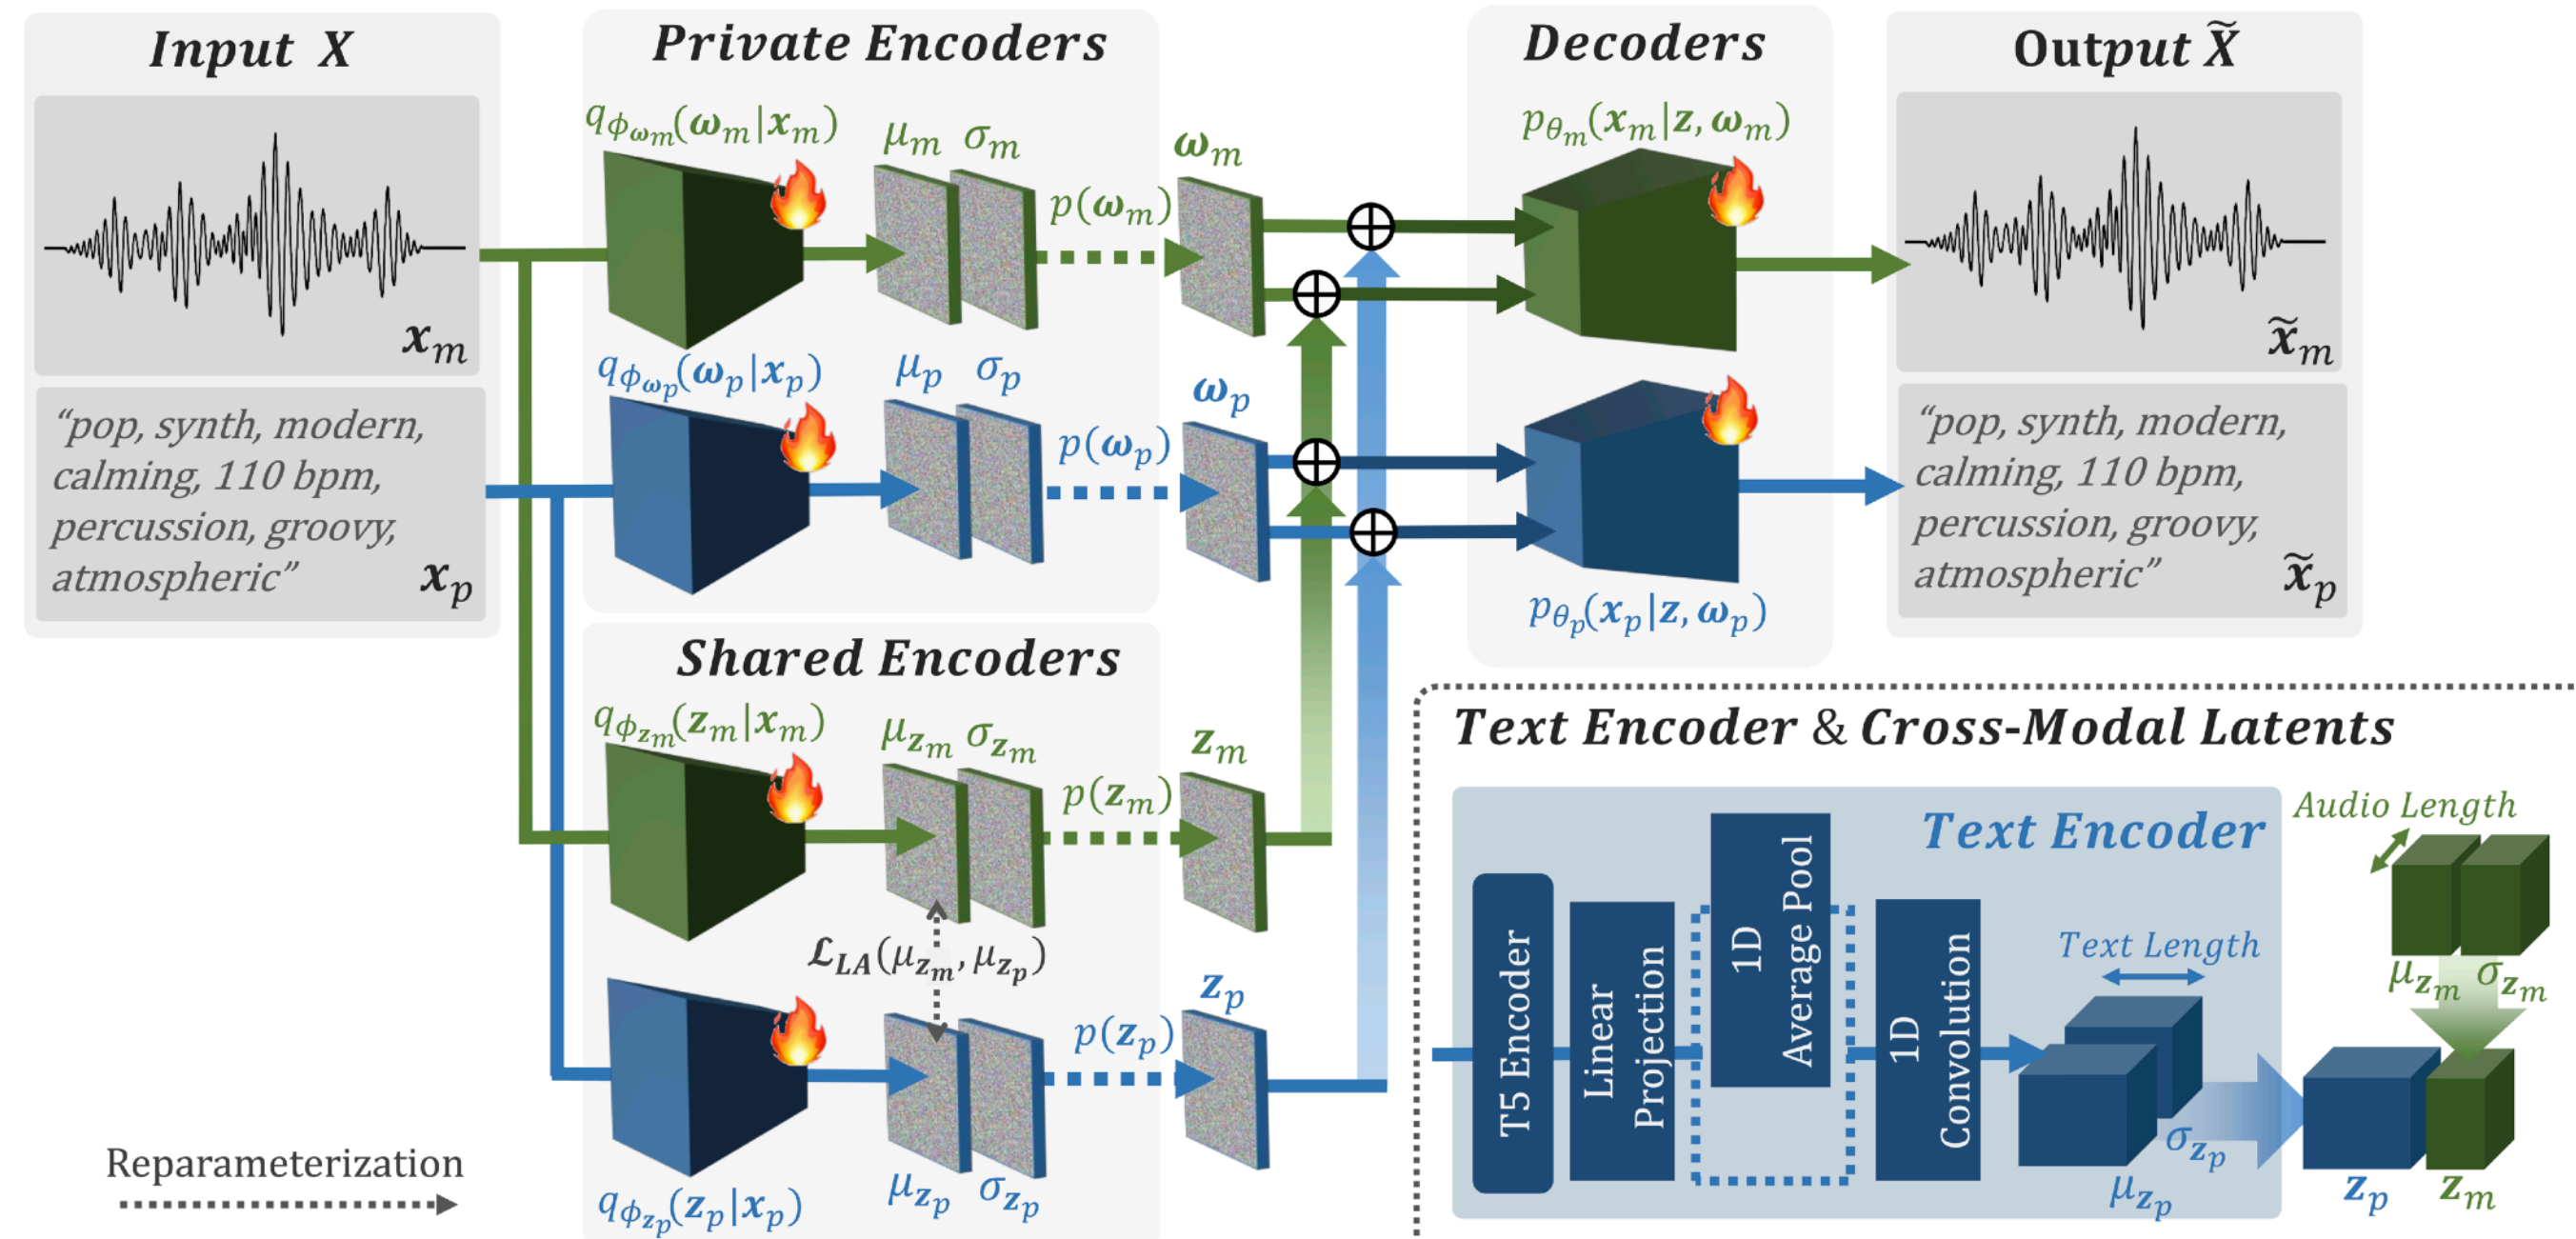 Input X
x_m
“pop, synth, modern,
calming, 110 bpm,
percussion, groovy,
atmospheric”
x_p
Private Encoders
q_{ϕ_{ω_m}}(ω_m|x_m)
μ_m σ_m
p(ω_m)
ω_m
q_{ϕ_{ω_p}}(ω_p|x_p)
μ_p σ_p
p(ω_p)
ω_p
Shared Encoders
q_{ϕ_{z_m}}(z_m|x_m)
μ_{z_m} σ_{z_m}
p(z_m)
z_m
ℒ_{LA}(μ_{z_m}, μ_{z_p})
p(z_p)
z_p
q_{ϕ_{z_p}}(z_p|x_p)
μ_{z_p} σ_{z_p}
Reparameterization
Decoders
p_{θ_m}(x_m|z, ω_m)
p_{θ_p}(x_p|z, ω_p)
Output X̃
x̃_m
“pop, synth, modern,
calming, 110 bpm,
percussion, groovy,
atmospheric”
x̃_p
Text Encoder & Cross-Modal Latents
Text Encoder
T5 Encoder
Linear
Projection
1D
Average Pool
1D
Convolution
Text Length
μ_{z_p}
σ_{z_p}
Audio Length
μ_{z_m} σ_{z_m}
z_p z_m